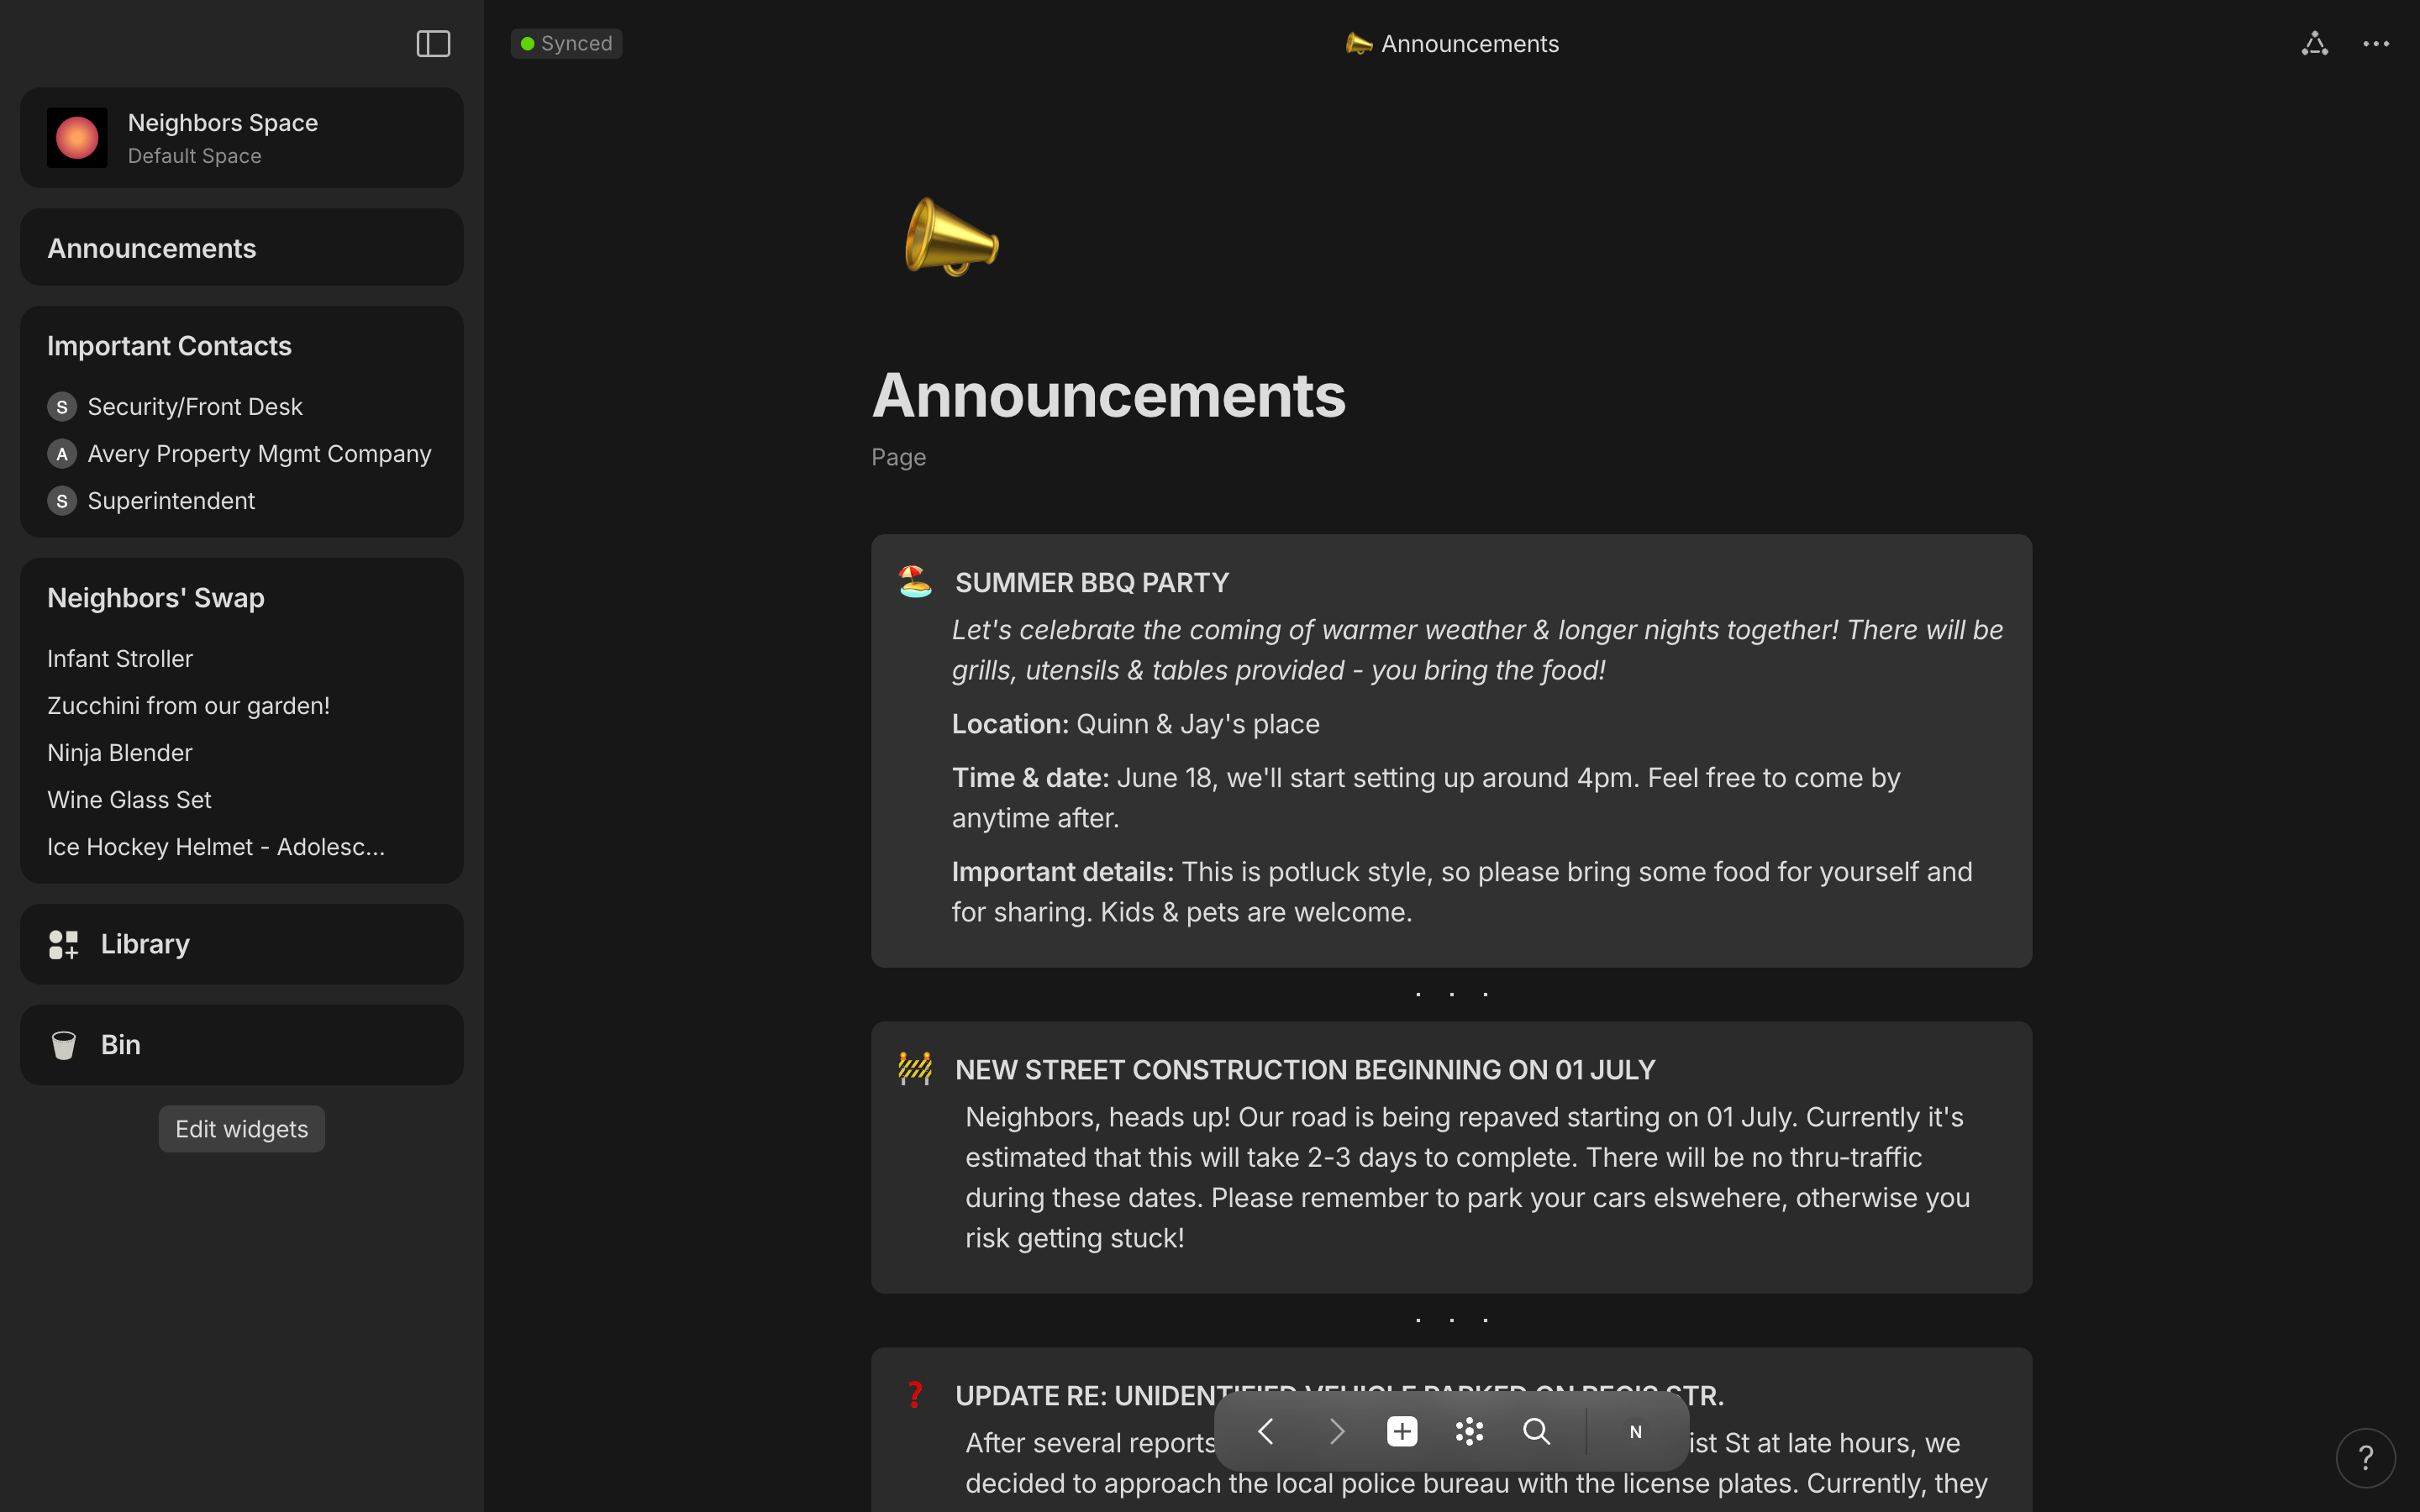 Synced
Announcements
Neighbors Space
Default Space
Announcements
Important Contacts
S Security/Front Desk
A Avery Property Mgmt Company
S Superintendent
Neighbors' Swap
Infant Stroller
Zucchini from our garden!
Ninja Blender
Wine Glass Set
Ice Hockey Helmet - Adolesc...
Library
Bin
Edit widgets
Announcements
Page
SUMMER BBQ PARTY
Let's celebrate the coming of warmer weather & longer nights together! There will be
grills, utensils & tables provided - you bring the food!
Location: Quinn & Jay's place
Time & date: June 18, we'll start setting up around 4pm. Feel free to come by
anytime after.
Important details: This is potluck style, so please bring some food for yourself and
for sharing. Kids & pets are welcome.
. . .
NEW STREET CONSTRUCTION BEGINNING ON 01 JULY
Neighbors, heads up! Our road is being repaved starting on 01 July. Currently it's
estimated that this will take 2-3 days to complete. There will be no thru-traffic
during these dates. Please remember to park your cars elswehere, otherwise you
risk getting stuck!
. . .
UPDATE RE: UNIDENTIFIED VEHICLE PARKED ON REGIS STR.
After several reports ist St at late hours, we
decided to approach the local police bureau with the license plates. Currently, they
N
?